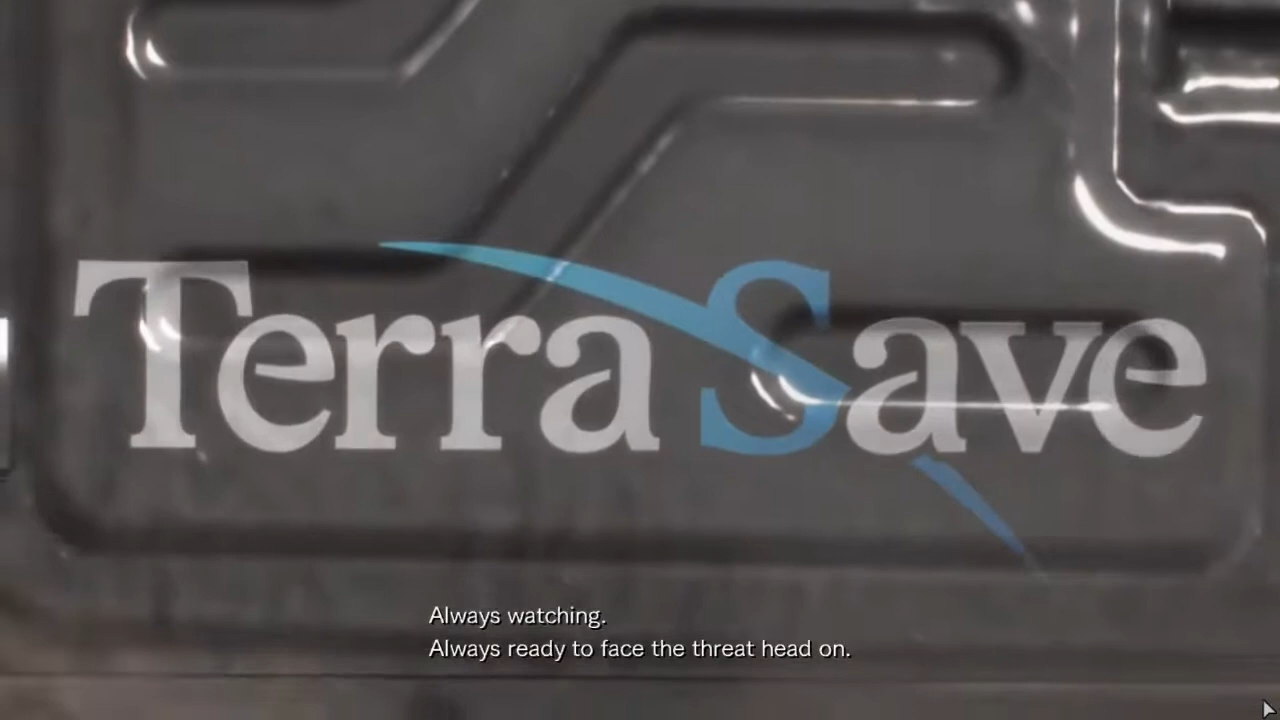 TerraSave
Always watching.
Always ready to face the threat head on.